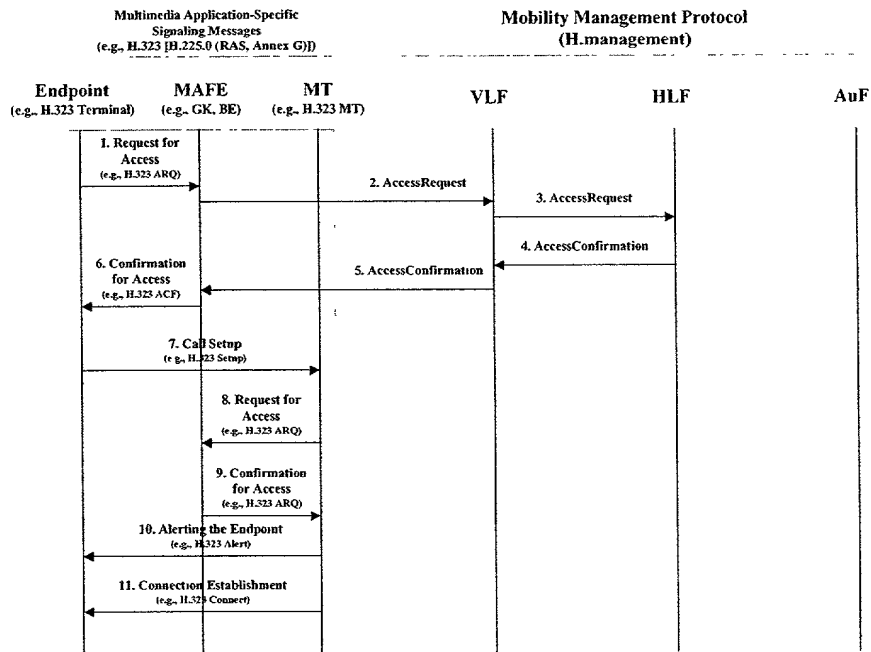 Multimedia Application-Specific
Signaling Messages
(e.g., H.323 [H.225.0 (RAS, Annex G)])
Mobility Management Protocol
(H.management)
Endpoint
(e.g., H.323 Terminal)
MAFE
(e.g., GK, BE)
MT
(e.g., H.323 MT)
VLF
HLF
AuF
1. Request for
Access
(e.g., H.323 ARQ)
2. AccessRequest
3. AccessRequest
4. AccessConfirmation
5. AccessConfirmation
6. Confirmation
for Access
(e.g., H.323 ACF)
7. Call Setup
(e g., H.323 Setup)
8. Request for
Access
(e.g., H.323 ARQ)
9. Confirmation
for Access
(e.g., H.323 ARQ)
10. Alerting the Endpoint
(e.g., H.323 Alert)
11. Connection Establishment
(e.g., H.323 Connect)